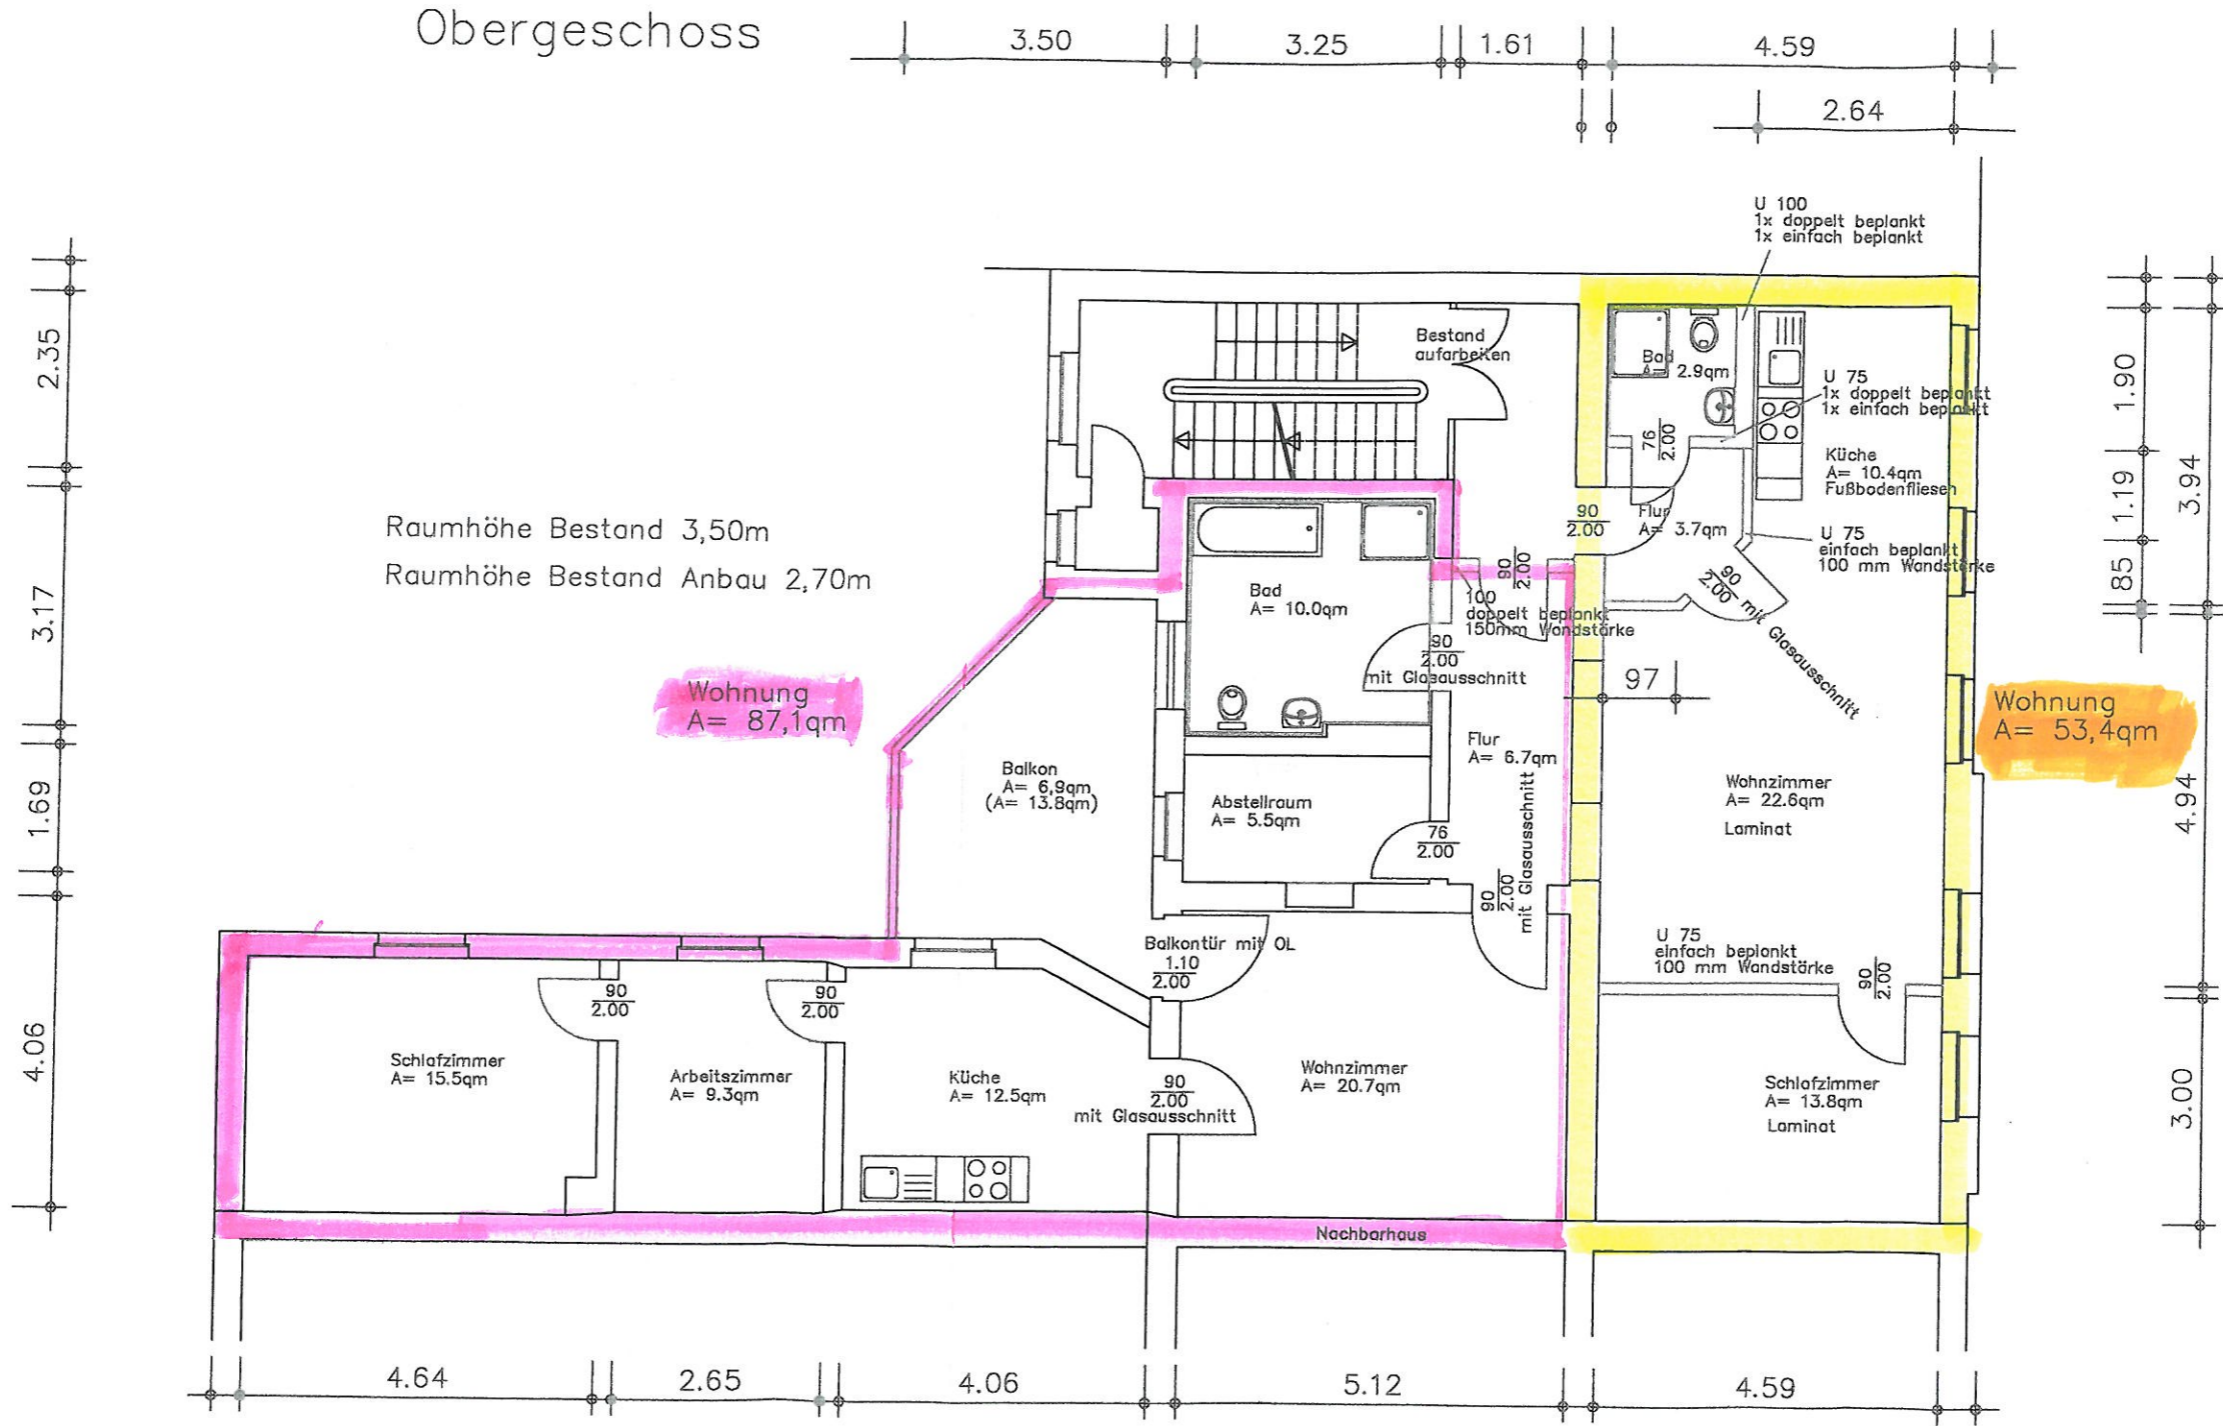 Obergeschoss
3.50
3.25
1.61
4.59
2.64
U 100
1x doppelt beplankt
1x einfach beplankt
2.35
3.17
1.69
4.06
Bestand
aufarbeiten
Bad
A= 2.9qm
U 75
1x doppelt beplankt
1x einfach beplankt
76
2.00
Küche
A= 10.4qm
Fußbodenfliesen
1.90
1.19
85
3.94
4.94
3.00
Raumhöhe Bestand 3,50m
Raumhöhe Bestand Anbau 2,70m
90
2.00
Flur
A= 3.7qm
U 75
einfach beplankt
100 mm Wandstärke
90
2.00
mit Glasausschnitt
90
2.00
Bad
A= 10.0qm
100
doppelt beplankt
150mm Wandstärke
90
2.00
mit Glasausschnitt
97
Wohnung
A= 87,1qm
Wohnung
A= 53,4qm
Flur
A= 6.7qm
Balkon
A= 6,9qm
(A= 13.8qm)
Abstellraum
A= 5.5qm
76
2.00
90
2.00
mit Glasausschnitt
Wohnzimmer
A= 22.6qm
Laminat
U 75
einfach beplankt
100 mm Wandstärke
90
2.00
Balkontür mit OL
1.10
2.00
90
2.00
90
2.00
Schlafzimmer
A= 15.5qm
Arbeitszimmer
A= 9.3qm
Küche
A= 12.5qm
90
2.00
mit Glasausschnitt
Wohnzimmer
A= 20.7qm
Schlafzimmer
A= 13.8qm
Laminat
Nachbarhaus
4.64
2.65
4.06
5.12
4.59